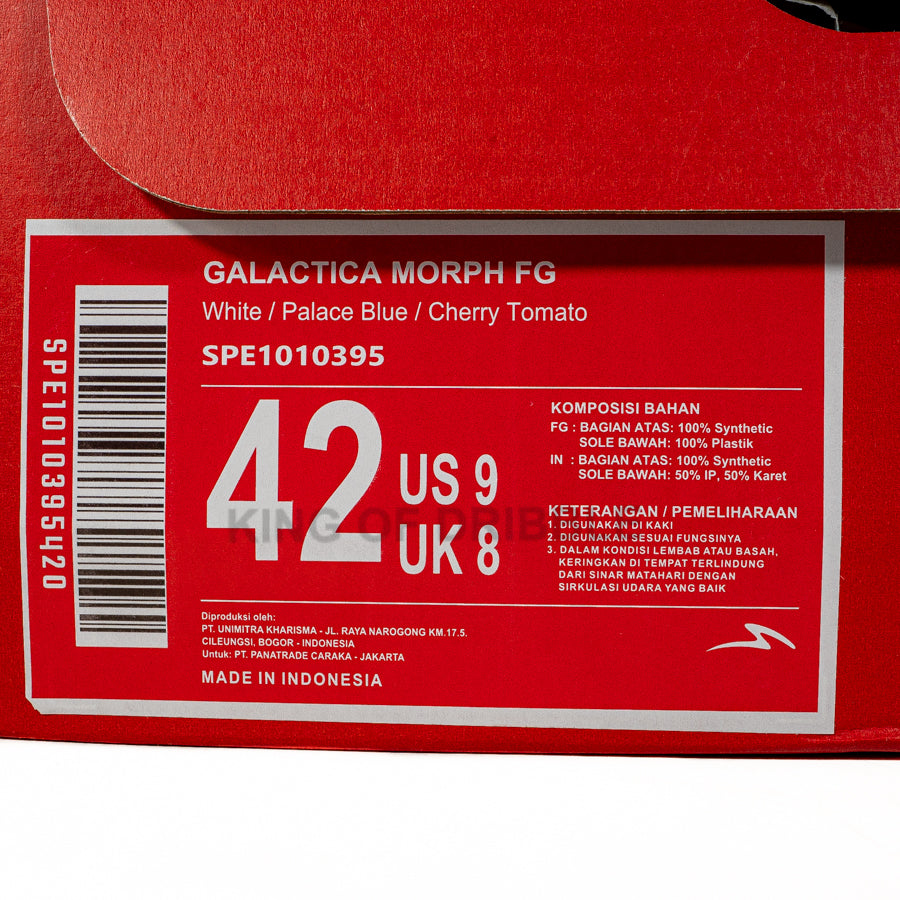 GALACTICA MORPH FG
White / Palace Blue / Cherry Tomato
SPE1010395
SPE1010395420
42
US 9
UK 8
KOMPOSISI BAHAN
FG : BAGIAN ATAS: 100% Synthetic
SOLE BAWAH: 100% Plastik
IN : BAGIAN ATAS: 100% Synthetic
SOLE BAWAH: 50% IP, 50% Karet
KETERANGAN / PEMELIHARAAN
1. DIGUNAKAN DI KAKI
2. DIGUNAKAN SESUAI FUNGSINYA
3. DALAM KONDISI LEMBAB ATAU BASAH,
KERINGKAN DI TEMPAT TERLINDUNG
DARI SINAR MATAHARI DENGAN
SIRKULASI UDARA YANG BAIK
KING OF DRIB
Diproduksi oleh:
PT. UNIMITRA KHARISMA - JL. RAYA NAROGONG KM.17.5.
CILEUNGSI, BOGOR - INDONESIA
Untuk: PT. PANATRADE CARAKA - JAKARTA
MADE IN INDONESIA